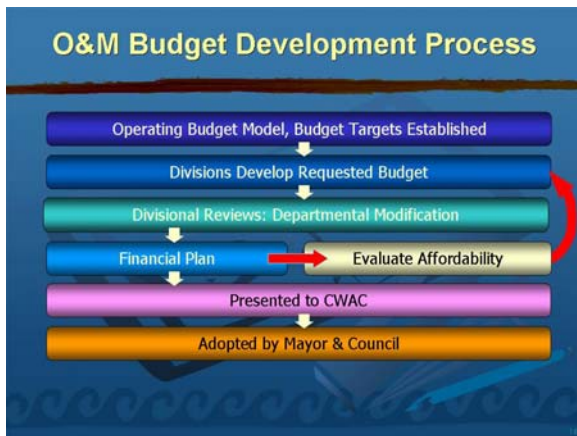 O&M Budget Development Process
Operating Budget Model, Budget Targets Established
Divisions Develop Requested Budget
Divisional Reviews: Departmental Modification
Financial Plan
Evaluate Affordability
Presented to CWAC
Adopted by Mayor & Council